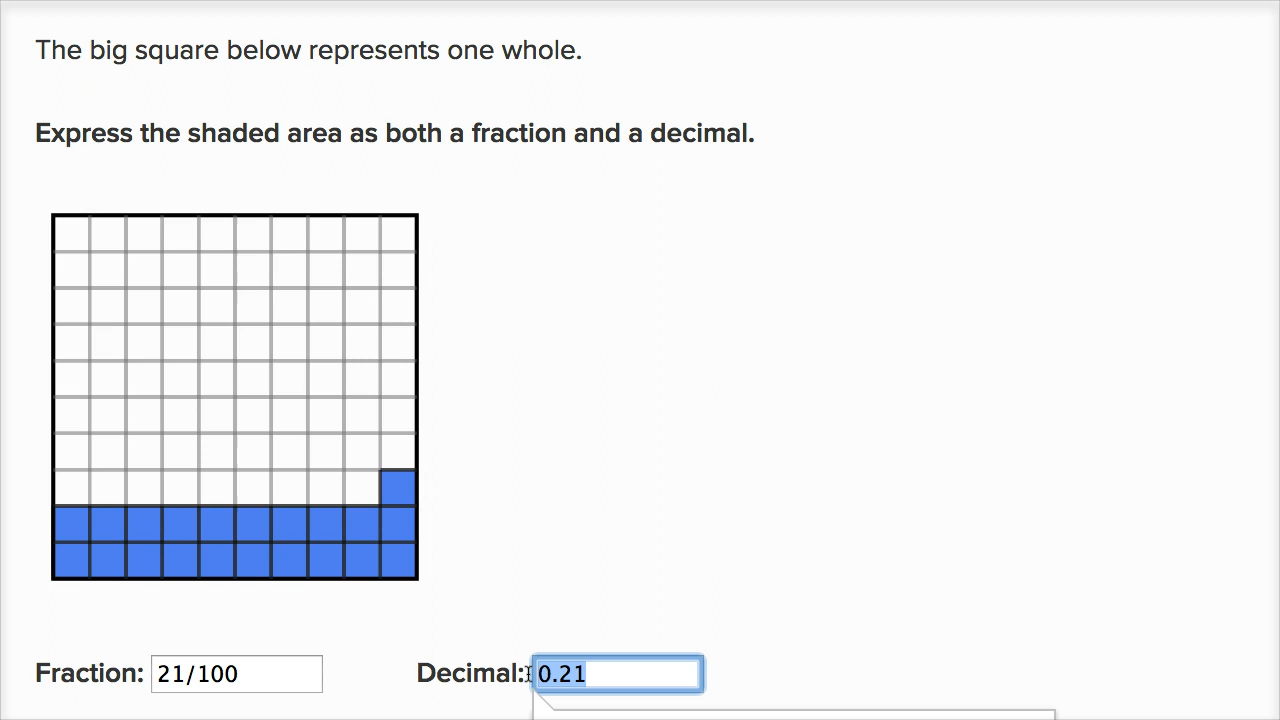 The big square below represents one whole.
Express the shaded area as both a fraction and a decimal.
Fraction: 21/100 Decimal: 0.21